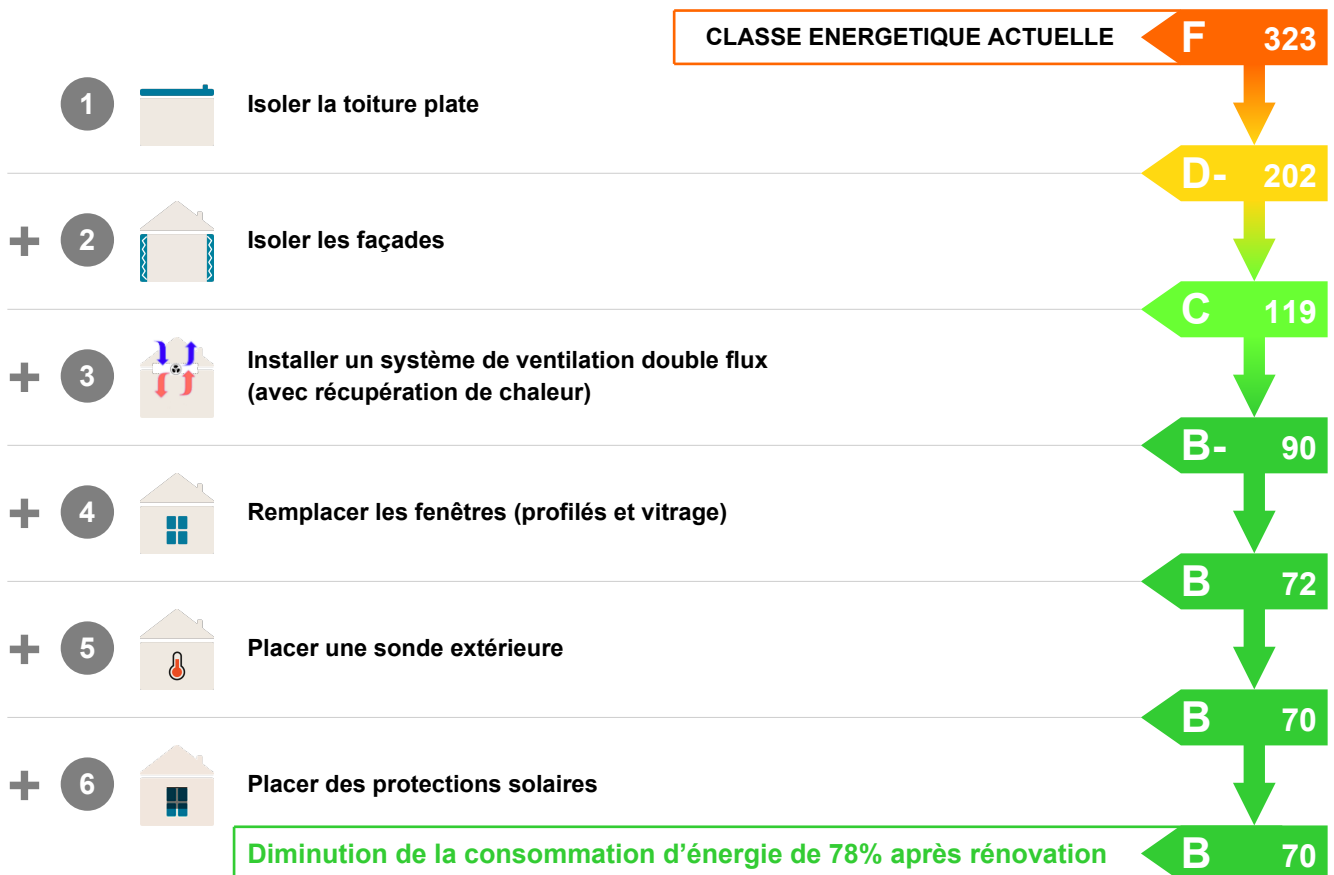 CLASSE ENERGETIQUE ACTUELLE F 323
1 Isoler la toiture plate
D- 202
+ 2 Isoler les façades
C 119
+ 3 Installer un système de ventilation double flux
(avec récupération de chaleur)
B- 90
+ 4 Remplacer les fenêtres (profilés et vitrage)
B 72
+ 5 Placer une sonde extérieure
B 70
+ 6 Placer des protections solaires
Diminution de la consommation d’énergie de 78% après rénovation B 70